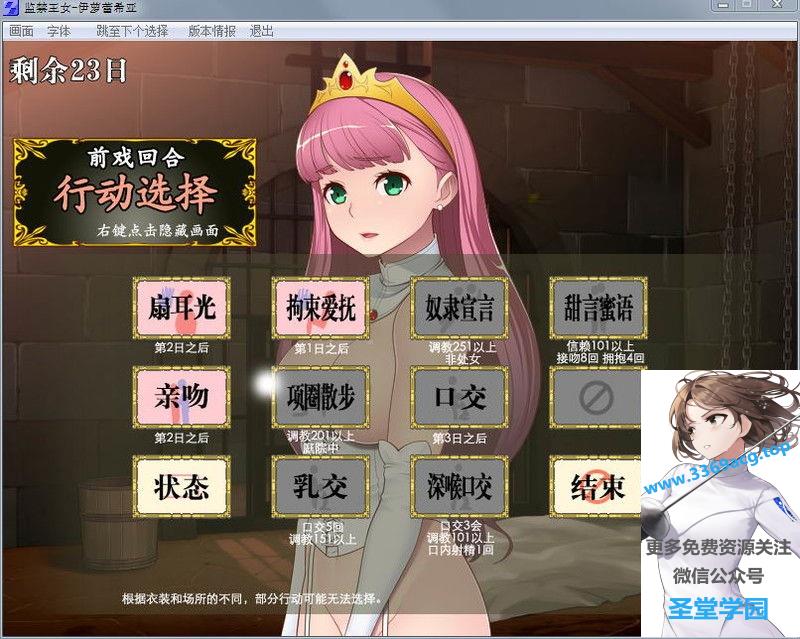 监禁王女-伊萝蕾希亚
画面 字体 跳至下个选择 版本情报 退出
剩余23日
前戏回合
行动选择
右键点击隐藏画面
扇耳光
第2日之后
拘束爱抚
第1日之后
奴隶宣言
调教251以上
非处女
甜言蜜语
信赖101以上
接吻8回 拥抱4回
亲吻
第2日之后
项圈散步
调教201以上
庭院中
口交
第3日之后
状态
乳交
口交5回
调教151以上
深喉口交
口交3会
调教101以上
口内射精1回
结束
根据衣装和场所的不同，部分行动可能无法选择。
www.3369acg.top
更多免费资源关注
微信公众号
圣堂学园